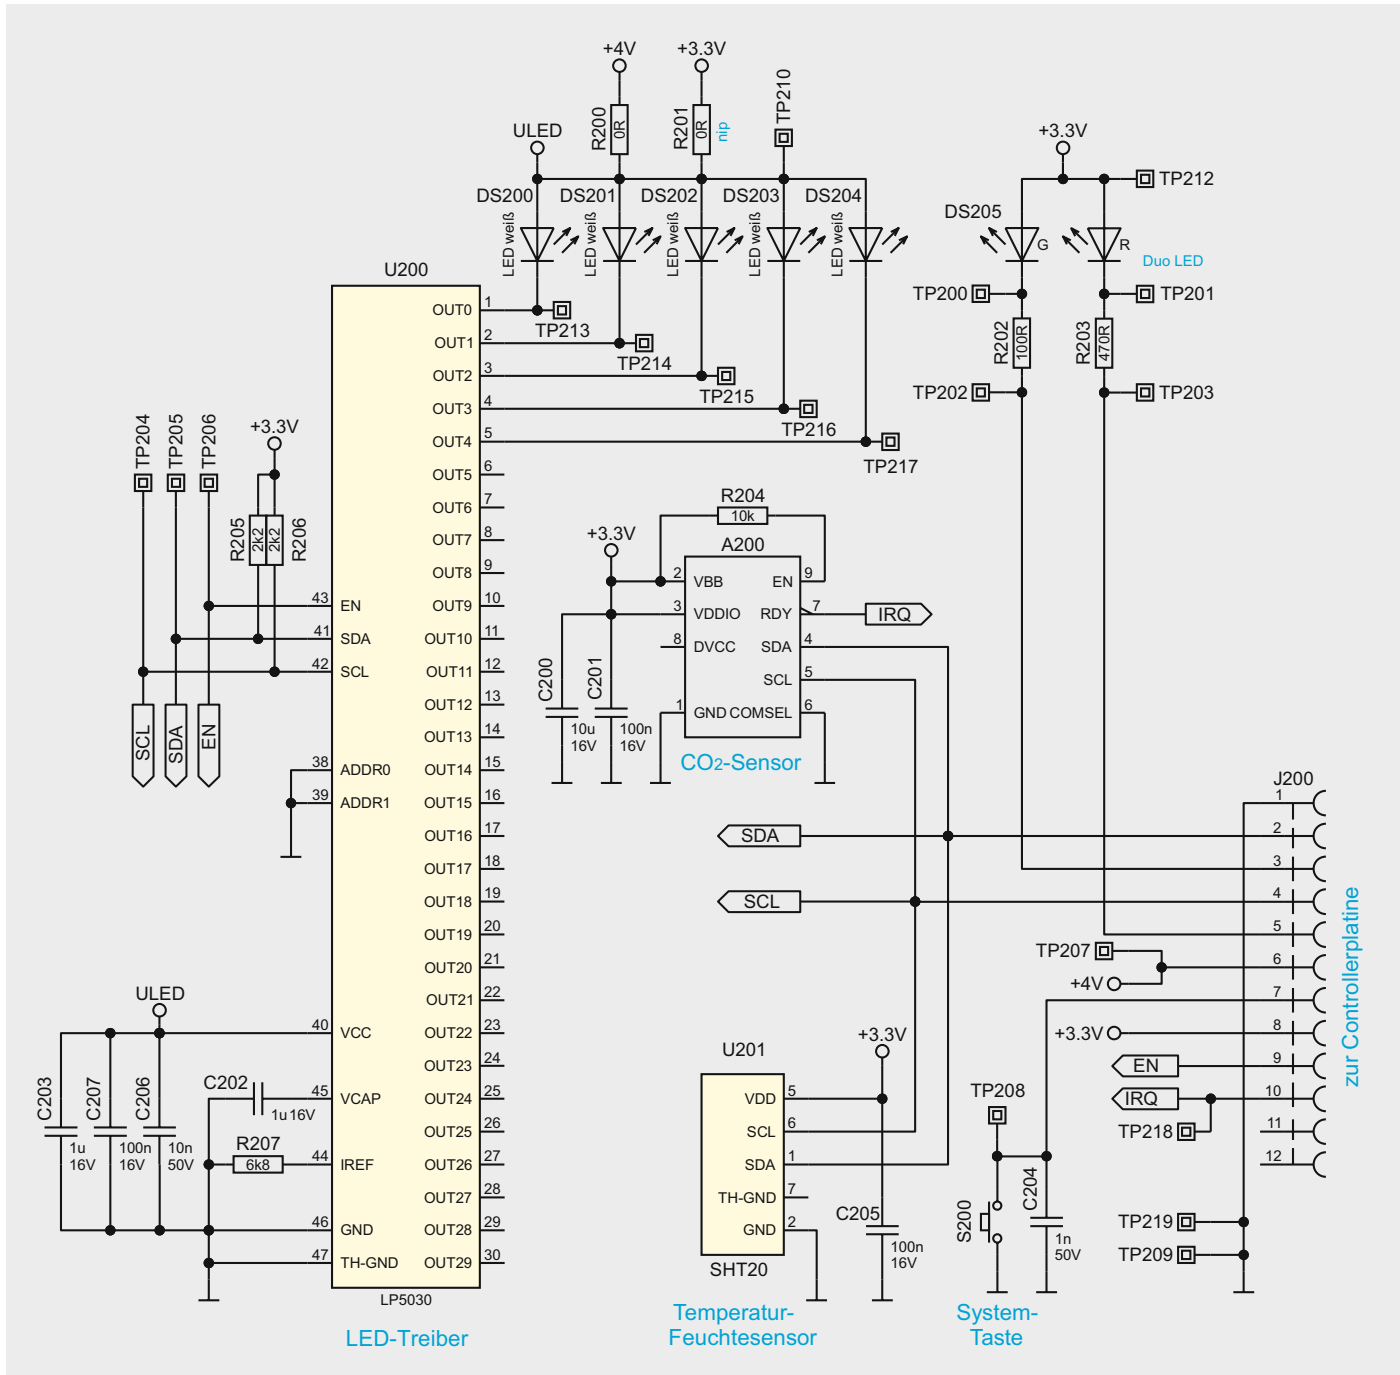 +4V
+3.3V
TP210
R200
0R
R201
0R
nip
ULED
+3.3V
TP212
DS200
DS201
DS202
DS203
DS204
LED weiß
LED weiß
LED weiß
LED weiß
LED weiß
DS205
G
R
Duo LED
TP200
TP201
R202
100R
R203
470R
TP202
TP203
U200
OUT0 1
OUT1 2
OUT2 3
OUT3 4
OUT4 5
OUT5 6
OUT6 7
OUT7 8
OUT8 9
OUT9 10
OUT10 11
OUT11 12
OUT12 13
OUT13 14
OUT14 15
OUT15 16
OUT16 17
OUT17 18
OUT18 19
OUT19 20
OUT20 21
OUT21 22
OUT22 23
OUT23 24
OUT24 25
OUT25 26
OUT26 27
OUT27 28
OUT28 29
OUT29 30
TP213
TP214
TP215
TP216
TP217
TP204
TP205
TP206
+3.3V
R205
2k2
2k2
R206
43 EN
41 SDA
42 SCL
SCL
SDA
EN
38 ADDR0
39 ADDR1
ULED
40 VCC
C203
1u
16V
C207
100n
16V
C206
10n
50V
C202
1u 16V
45 VCAP
R207
6k8
44 IREF
46 GND
47 TH-GND
LP5030
LED-Treiber
R204
10k
+3.3V
A200
2 VBB
EN 9
3 VDDIO
RDY 7
IRQ
8 DVCC
SDA 4
SCL 5
1 GND
COMSEL 6
C200
10u
16V
C201
100n
16V
CO2-Sensor
SDA
SCL
J200
1
2
3
4
5
6
7
8
9
10
11
12
zur Controllerplatine
TP207
+4V
+3.3V
EN
IRQ
TP218
TP219
TP209
+3.3V
U201
VDD 5
SCL 6
SDA 1
TH-GND 7
GND 2
SHT20
C205
100n
16V
Temperatur-
Feuchtesensor
TP208
S200
C204
1n
50V
System-
Taste